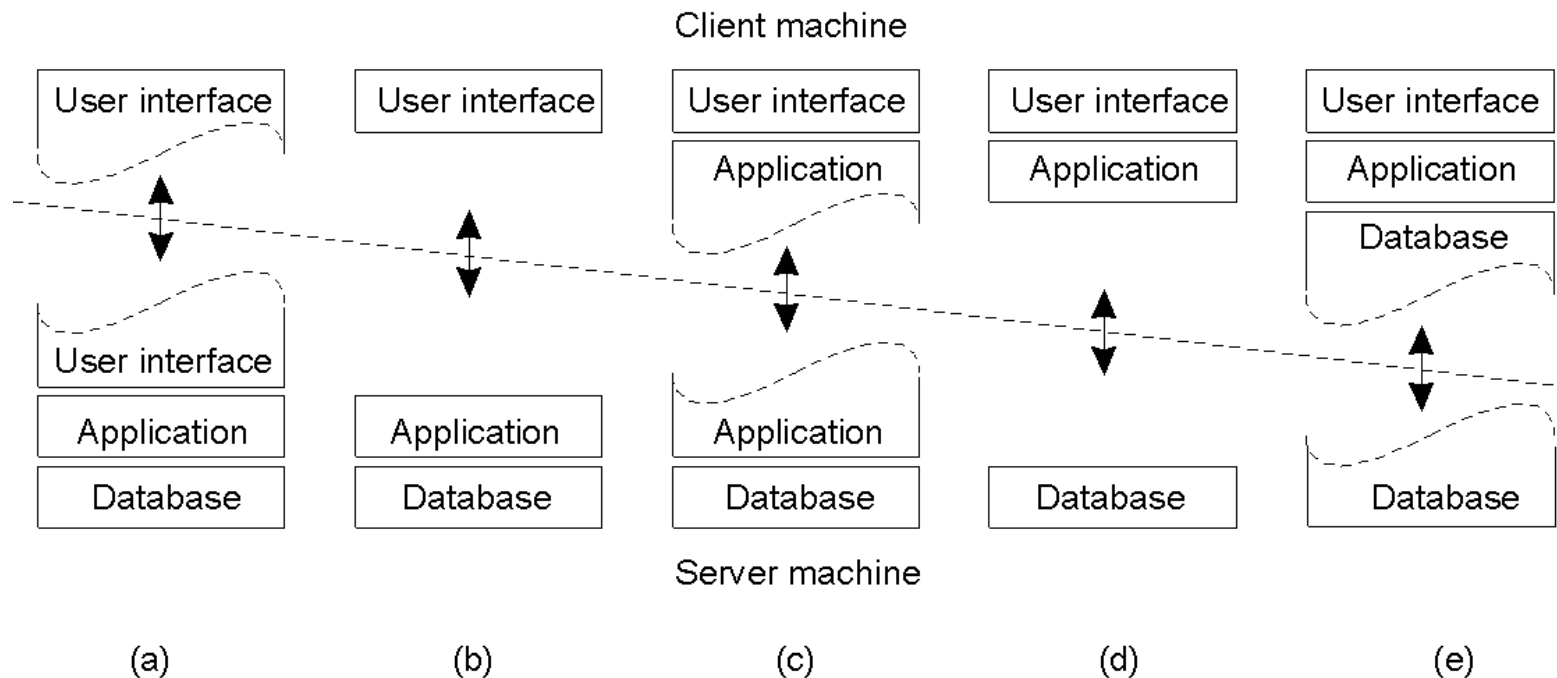 Client machine
User interface User interface User interface User interface User interface
Application Application Application
Database
User interface
Application Application Application
Database Database Database Database Database
Server machine
(a) (b) (c) (d) (e)